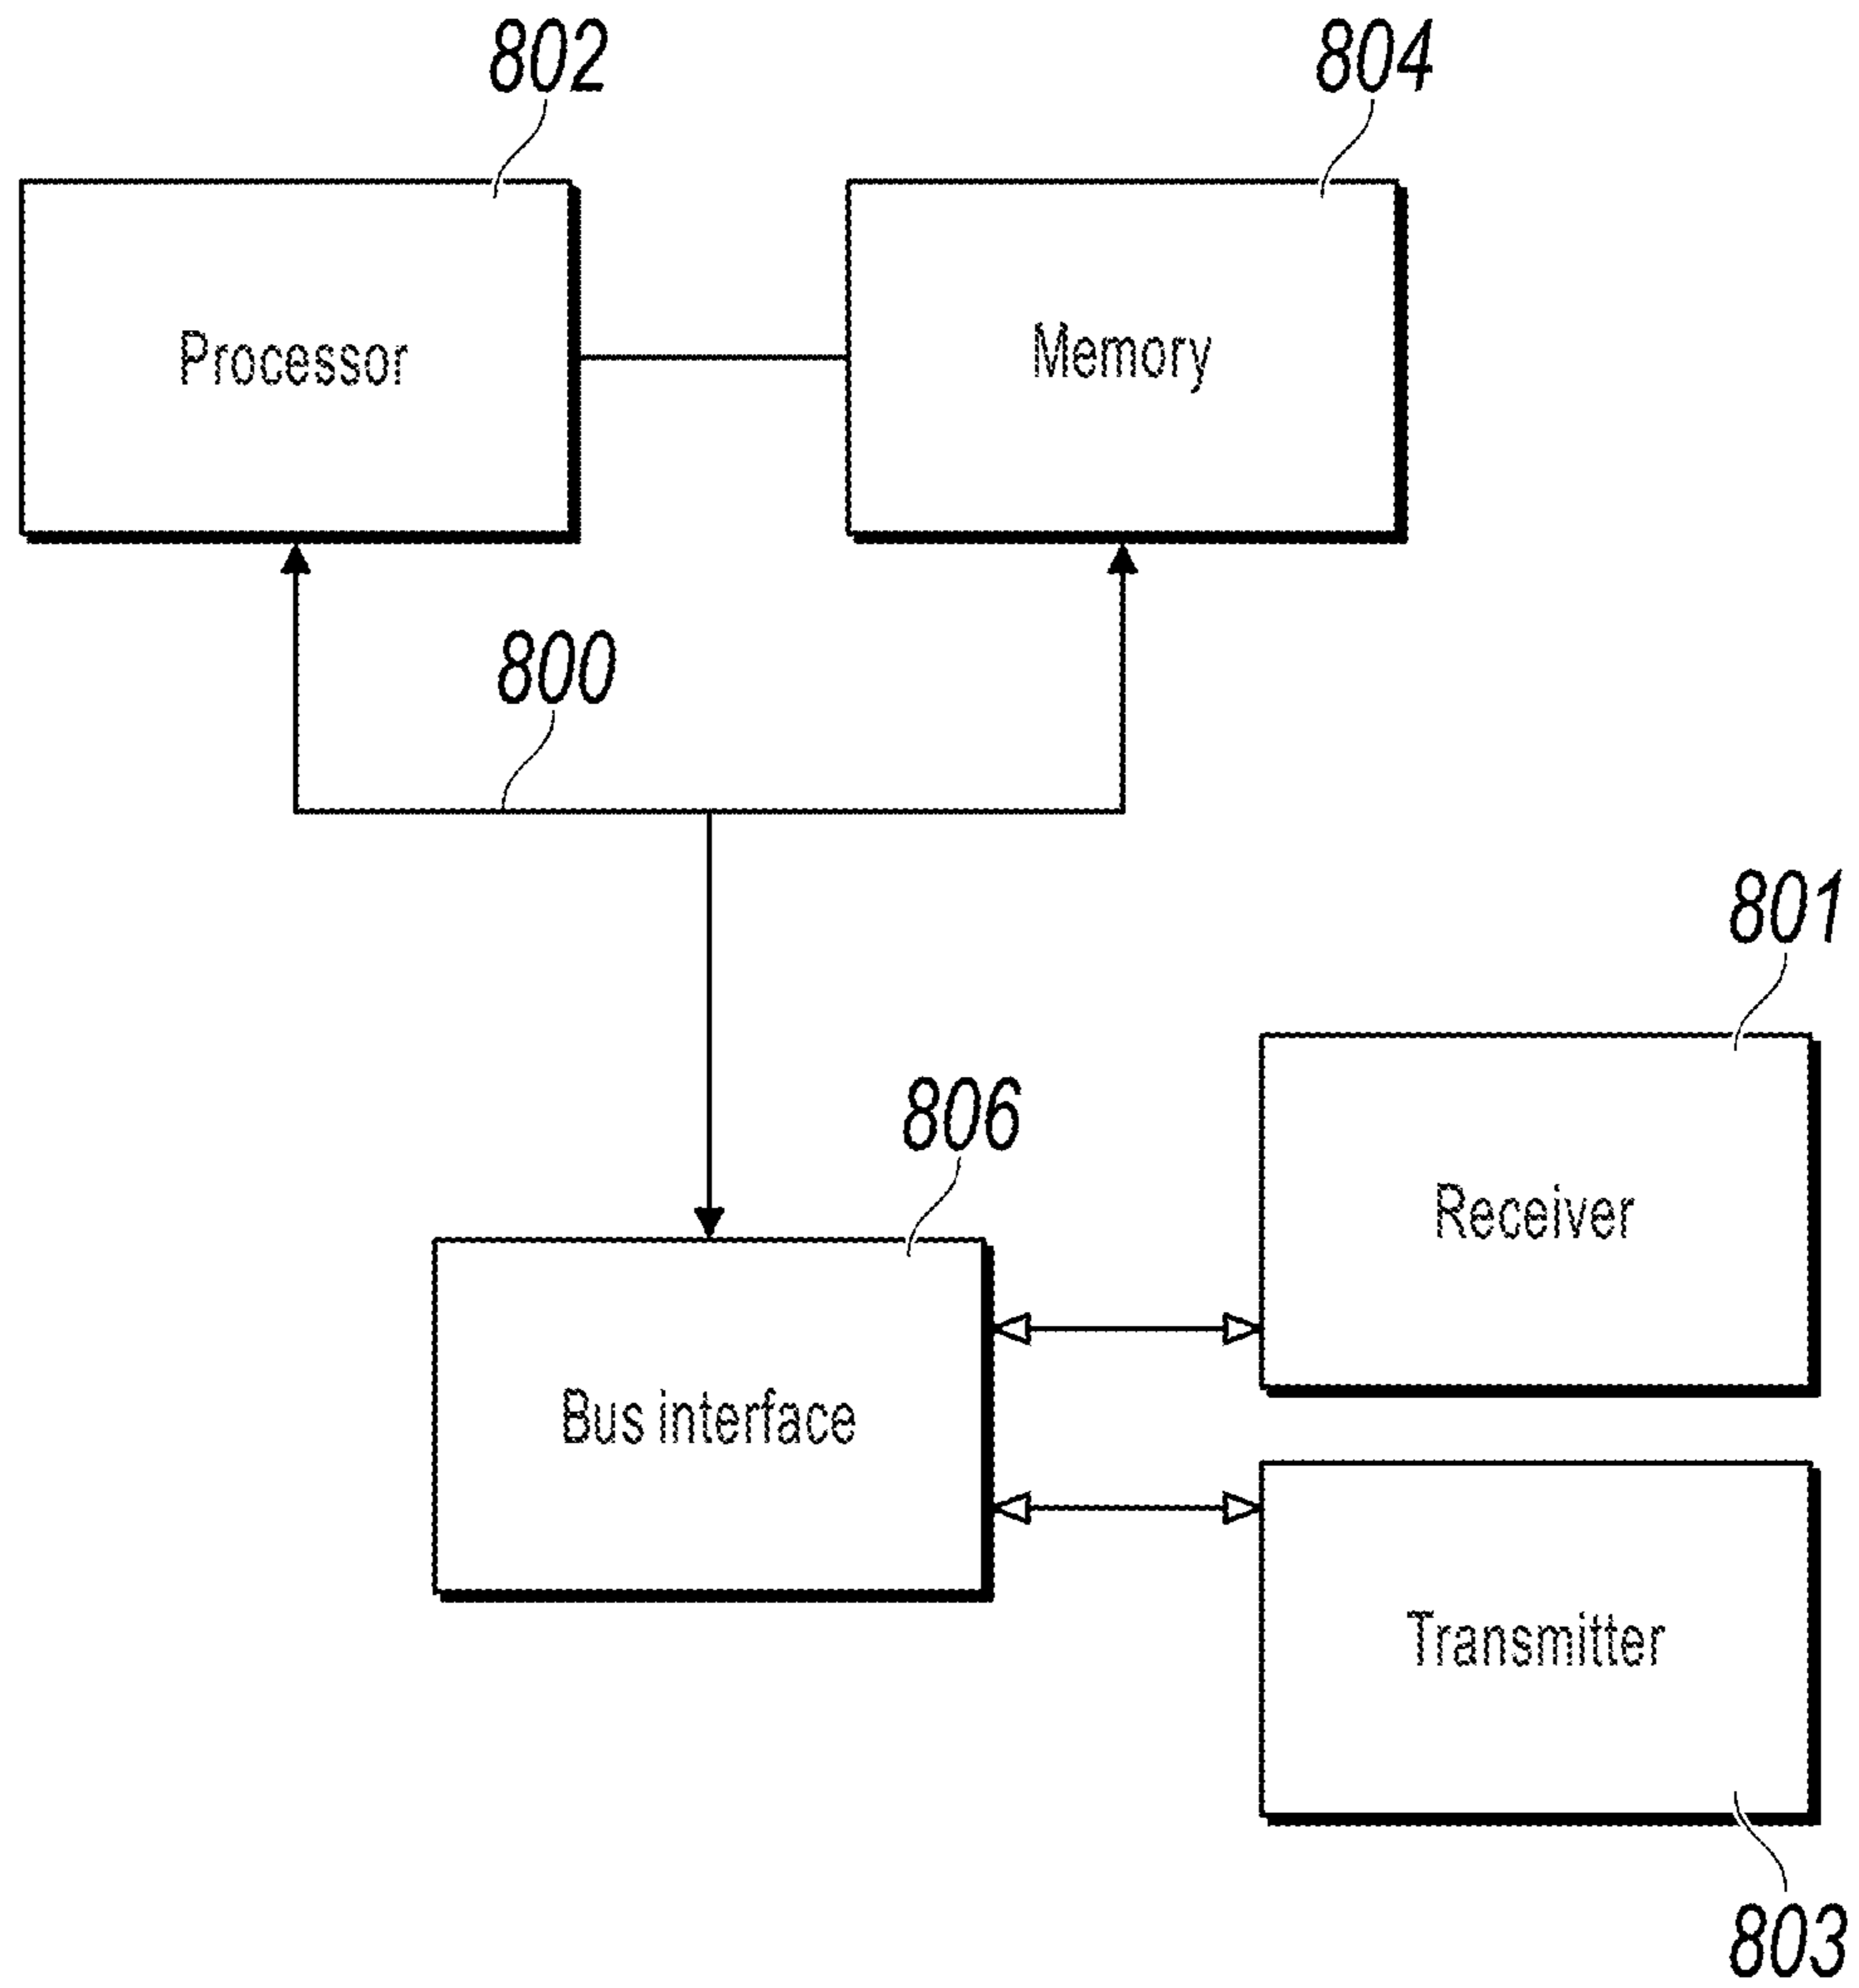 802
804
Processor
Memory
800
801
806
Receiver
Bus interface
Transmitter
803